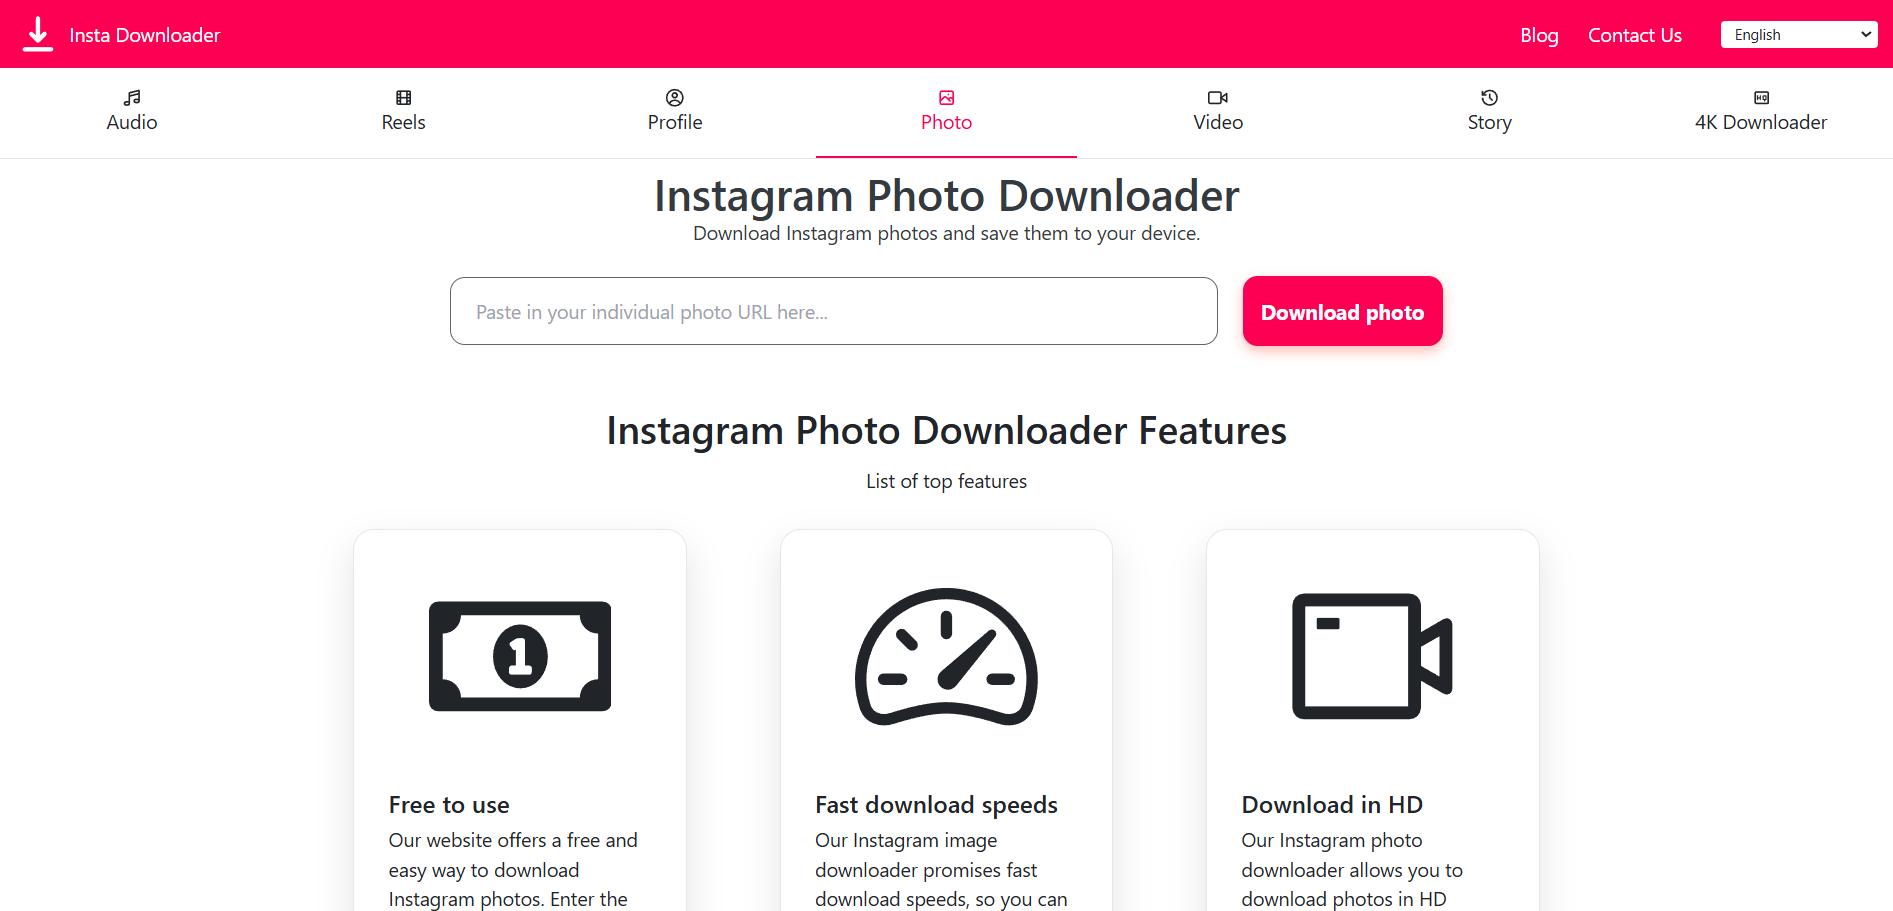 Insta Downloader
Blog
Contact Us
English
Audio
Reels
Profile
Photo
Video
Story
HQ
4K Downloader
Instagram Photo Downloader
Download Instagram photos and save them to your device.
Paste in your individual photo URL here...
Download photo
Instagram Photo Downloader Features
List of top features
1
Free to use
Our website offers a free and
easy way to download
Instagram photos. Enter the
Fast download speeds
Our Instagram image
downloader promises fast
download speeds, so you can
Download in HD
Our Instagram photo
downloader allows you to
download photos in HD